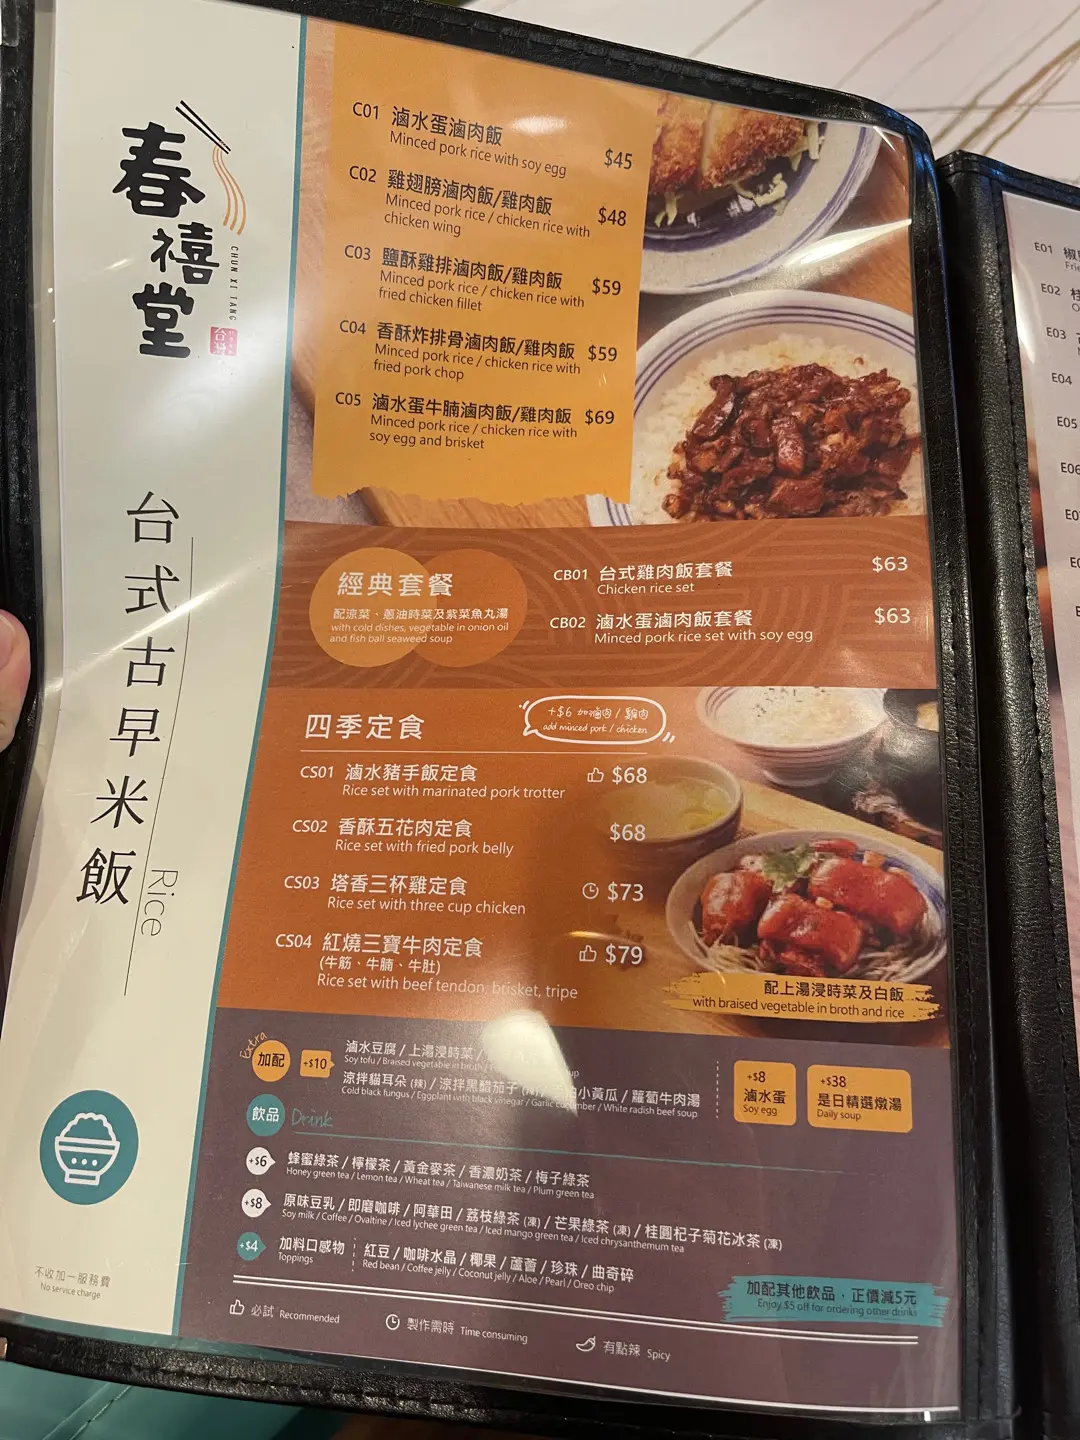 春禧堂
CHUN XI TANG
台式古早米飯
Rice
C01 滷水蛋滷肉飯 $45
Minced pork rice with soy egg
C02 雞翅膀滷肉飯/雞肉飯 $48
Minced pork rice / chicken rice with
chicken wing
C03 鹽酥雞排滷肉飯/雞肉飯 $59
Minced pork rice / chicken rice with
fried chicken fillet
C04 香酥炸排骨滷肉飯/雞肉飯 $59
Minced pork rice / chicken rice with
fried pork chop
C05 滷水蛋牛腩滷肉飯/雞肉飯 $69
Minced pork rice / chicken rice with
soy egg and brisket
經典套餐
配涼菜・蔥油時菜及紫菜魚丸湯
with cold dishes, vegetable in onion oil
and fish ball seaweed soup
CB01 台式雞肉飯套餐 $63
Chicken rice set
CB02 滷水蛋滷肉飯套餐 $63
Minced pork rice set with soy egg
四季定食
+$6 加滷肉 / 雞肉
add minced pork / chicken
CS01 滷水豬手飯定食 $68
Rice set with marinated pork trotter
CS02 香酥五花肉定食 $68
Rice set with fried pork belly
CS03 塔香三杯雞定食 $73
Rice set with three cup chicken
CS04 紅燒三寶牛肉定食 $79
(牛筋、牛腩、牛肚)
Rice set with beef tendon, brisket, tripe
配上湯浸時菜及白飯
with braised vegetable in broth and rice
Extra
加配 +$10
滷水豆腐 / 上湯浸時菜 /
Soy tofu / Braised vegetable in broth /
涼拌貓耳朵 (辣) / 涼拌黑醋茄子 小黃瓜 / 蘿蔔牛肉湯
Cold black fungus / Eggplant with black vinegar / Garlic cucumber / White radish beef soup
+$8
滷水蛋
Soy egg
+$38
是日精選燉湯
Daily soup
飲品 Drink
+$6 蜂蜜綠茶 / 檸檬茶 / 黃金麥茶 / 香濃奶茶 / 梅子綠茶
Honey green tea / Lemon tea / Wheat tea / Taiwanese milk tea / Plum green tea
+$8 原味豆乳 / 即磨咖啡 / 阿華田 / 荔枝綠茶 (凍) / 芒果綠茶 (凍) / 桂圓杞子菊花冰茶 (凍)
Soy milk / Coffee / Ovaltine / Iced lychee green tea / Iced mango green tea / Iced chrysanthemum tea
+$4 加料口感物 紅豆 / 咖啡水晶 / 椰果 / 蘆薈 / 珍珠 / 曲奇碎
Toppings Red bean / Coffee jelly / Coconut jelly / Aloe / Pearl / Oreo chip
加配其他飲品，正價減5元
Enjoy $5 off for ordering other drinks
必試 Recommended
製作需時 Time consuming
有點辣 Spicy
不收加一服務費
No service charge
E01
E02
E03
E04
E05